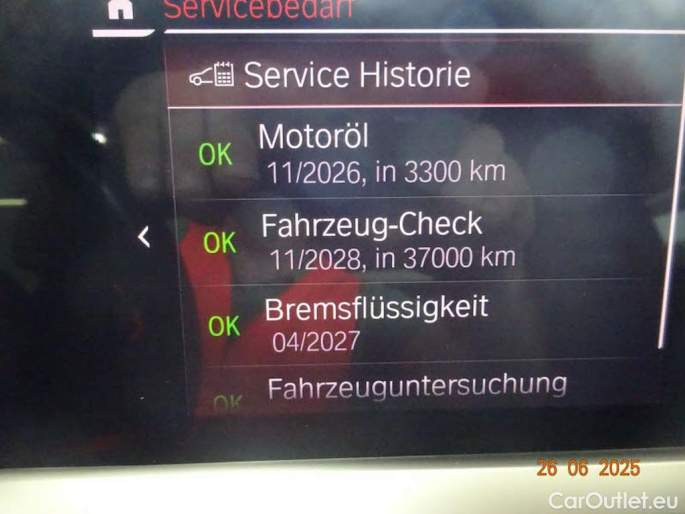 Servicebedarf
Service Historie
OK
Motoröl
11/2026, in 3300 km
OK
Fahrzeug-Check
11/2028, in 37000 km
OK
Bremsflüssigkeit
04/2027
OK
Fahrzeuguntersuchung
26 06 2025
CarOutlet.eu